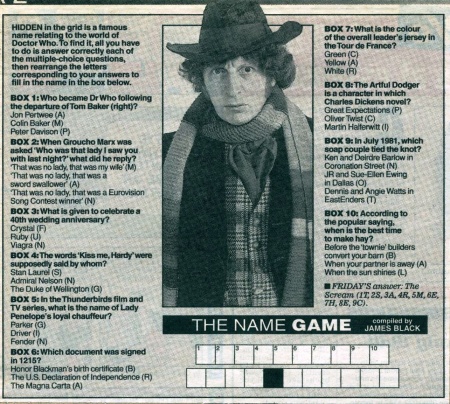 HIDDEN in the grid is a famous
name relating to the world of
Doctor Who. To find it, all you have
to do is answer correctly each of
the multiple-choice questions,
then rearrange the letters
corresponding to your answers to
fill in the name in the box below.
BOX 1: Who became Dr Who following
the departure of Tom Baker (right)?
Jon Pertwee (A)
Colin Baker (M)
Peter Davison (P)
BOX 2: When Groucho Marx was
asked 'Who was that lady I saw you
with last night?' what did he reply?
'That was no lady, that was my wife' (M)
'That was no lady, that was a
sword swallower' (A)
'That was no lady, that was a Eurovision
Song Contest winner' (N)
BOX 3: What is given to celebrate a
40th wedding anniversary?
Crystal (F)
Ruby (U)
Viagra (N)
BOX 4: The words 'Kiss me, Hardy' were
supposedly said by whom?
Stan Laurel (S)
Admiral Nelson (N)
The Duke of Wellington (G)
BOX 5: In the Thunderbirds film and
TV series, what is the name of Lady
Penelope's loyal chauffeur?
Parker (G)
Driver (I)
Fender (N)
BOX 6: Which document was signed
in 1215?
Honor Blackman's birth certificate (B)
The U.S. Declaration of Independence (R)
The Magna Carta (A)
BOX 7: What is the colour
of the overall leader's jersey in
the Tour de France?
Green (C)
Yellow (A)
White (R)
BOX 8: The Artful Dodger
is a character in which
Charles Dickens novel?
Great Expectations (P)
Oliver Twist (C)
Martin Halferwitt (I)
BOX 9: In July 1981, which
soap couple tied the knot?
Ken and Deirdre Barlow in
Coronation Street (N)
JR and Sue-Ellen Ewing
in Dallas (O)
Dennis and Angie Watts in
EastEnders (T)
BOX 10: According to
the popular saying,
when is the best time
to make hay?
Before the 'townie' builders
convert your barn (B)
When your partner is away (A)
When the sun shines (L)
■ FRIDAY'S answer: The
Scream (1T, 2S, 3A, 4R, 5M, 6E,
7H, 8E, 9C).
THE NAME GAME compiled by
JAMES BLACK
1 2 3 4 5 6 7 8 9 10